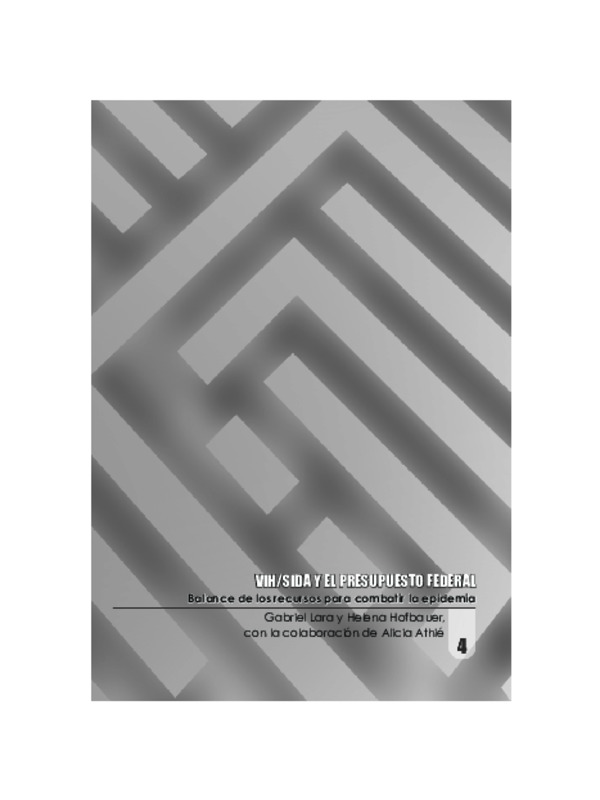 VIH/SIDA Y EL PRESUPUESTO FEDERAL
Balance de los recursos para combatir la epidemia
Gabriel Lara y Helena Hofbauer,
con la colaboración de Alicia Athié
4